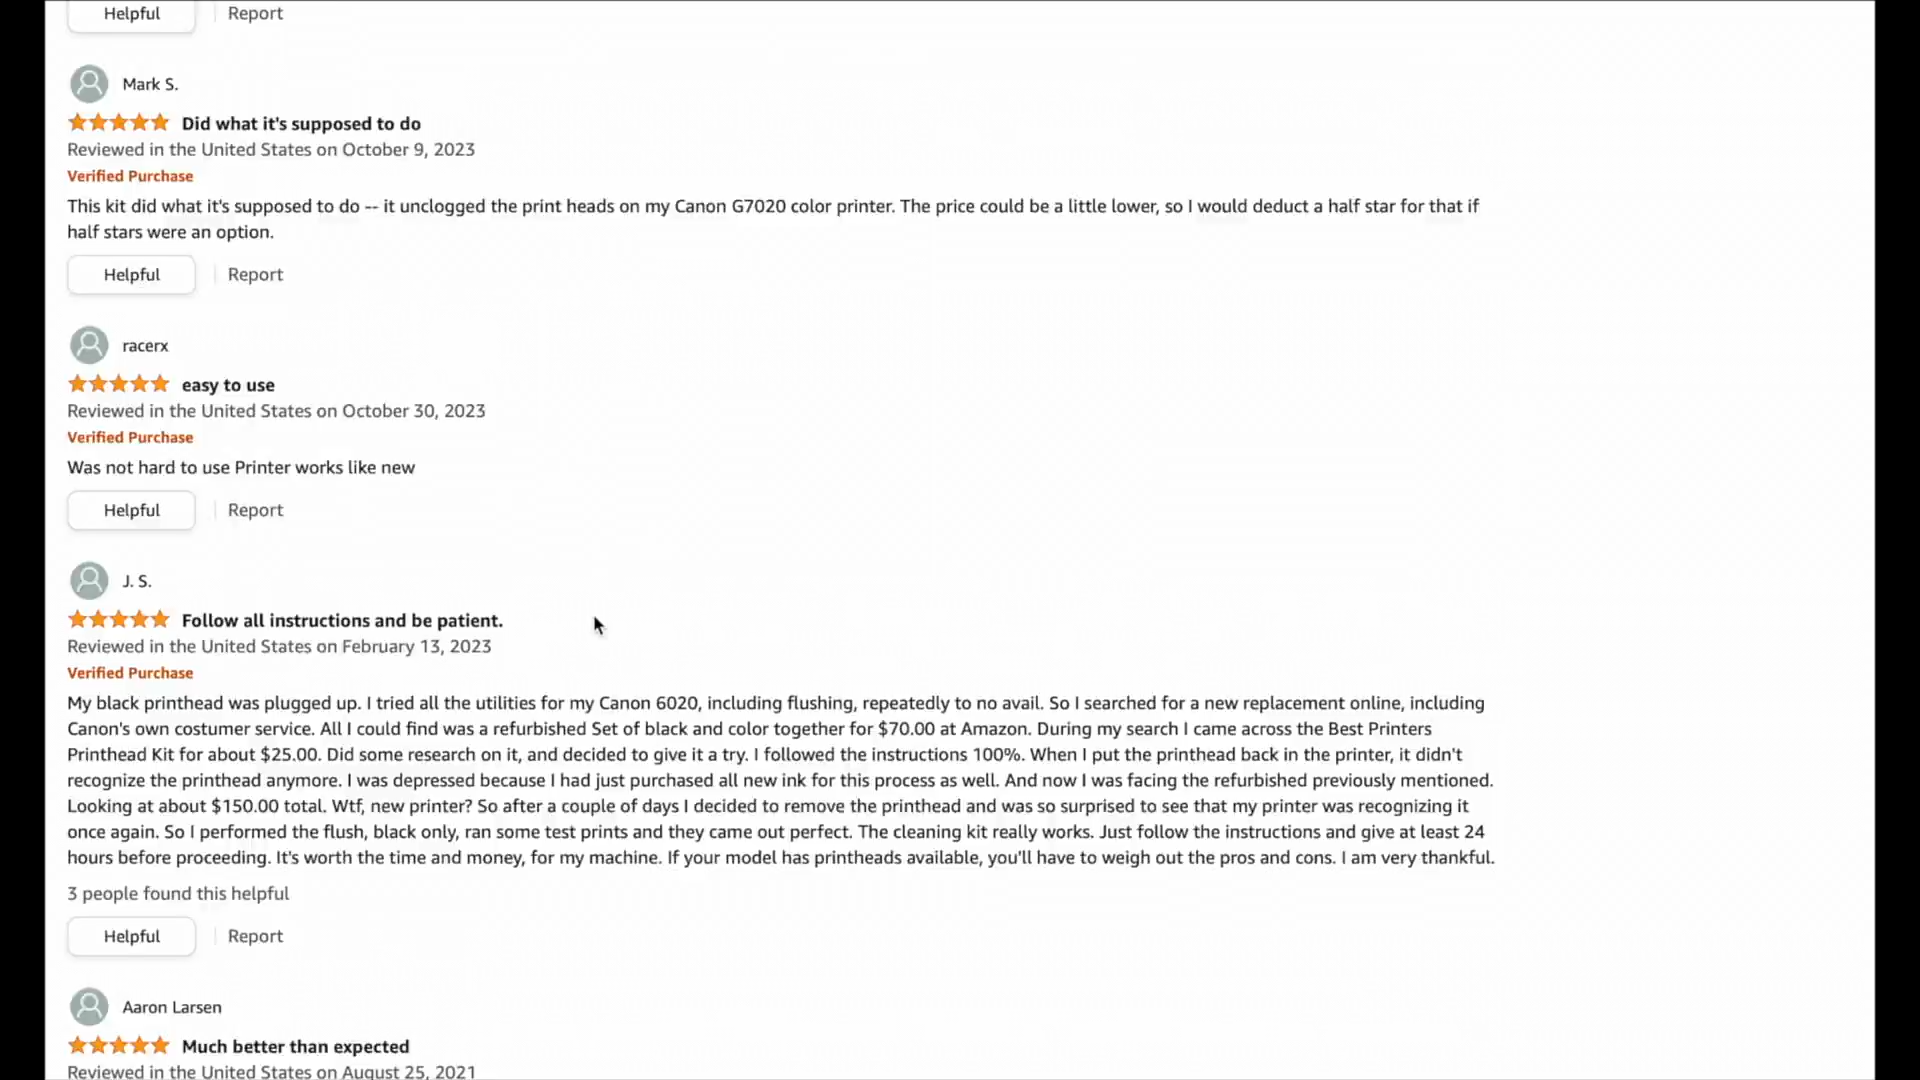 Helpful
Report
Mark S.
Did what it's supposed to do
Reviewed in the United States on October 9, 2023
Verified Purchase
This kit did what it's supposed to do -- it unclogged the print heads on my Canon G7020 color printer. The price could be a little lower, so I would deduct a half star for that if
half stars were an option.
Helpful
Report
racerx
easy to use
Reviewed in the United States on October 30, 2023
Verified Purchase
Was not hard to use Printer works like new
Helpful
Report
J. S.
Follow all instructions and be patient.
Reviewed in the United States on February 13, 2023
Verified Purchase
My black printhead was plugged up. I tried all the utilities for my Canon 6020, including flushing, repeatedly to no avail. So I searched for a new replacement online, including
Canon's own costumer service. All I could find was a refurbished Set of black and color together for $70.00 at Amazon. During my search I came across the Best Printers
Printhead Kit for about $25.00. Did some research on it, and decided to give it a try. I followed the instructions 100%. When I put the printhead back in the printer, it didn't
recognize the printhead anymore. I was depressed because I had just purchased all new ink for this process as well. And now I was facing the refurbished previously mentioned.
Looking at about $150.00 total. Wtf, new printer? So after a couple of days I decided to remove the printhead and was so surprised to see that my printer was recognizing it
once again. So I performed the flush, black only, ran some test prints and they came out perfect. The cleaning kit really works. Just follow the instructions and give at least 24
hours before proceeding. It's worth the time and money, for my machine. If your model has printheads available, you'll have to weigh out the pros and cons. I am very thankful.
3 people found this helpful
Helpful
Report
Aaron Larsen
Much better than expected
Reviewed in the United States on August 25, 2021